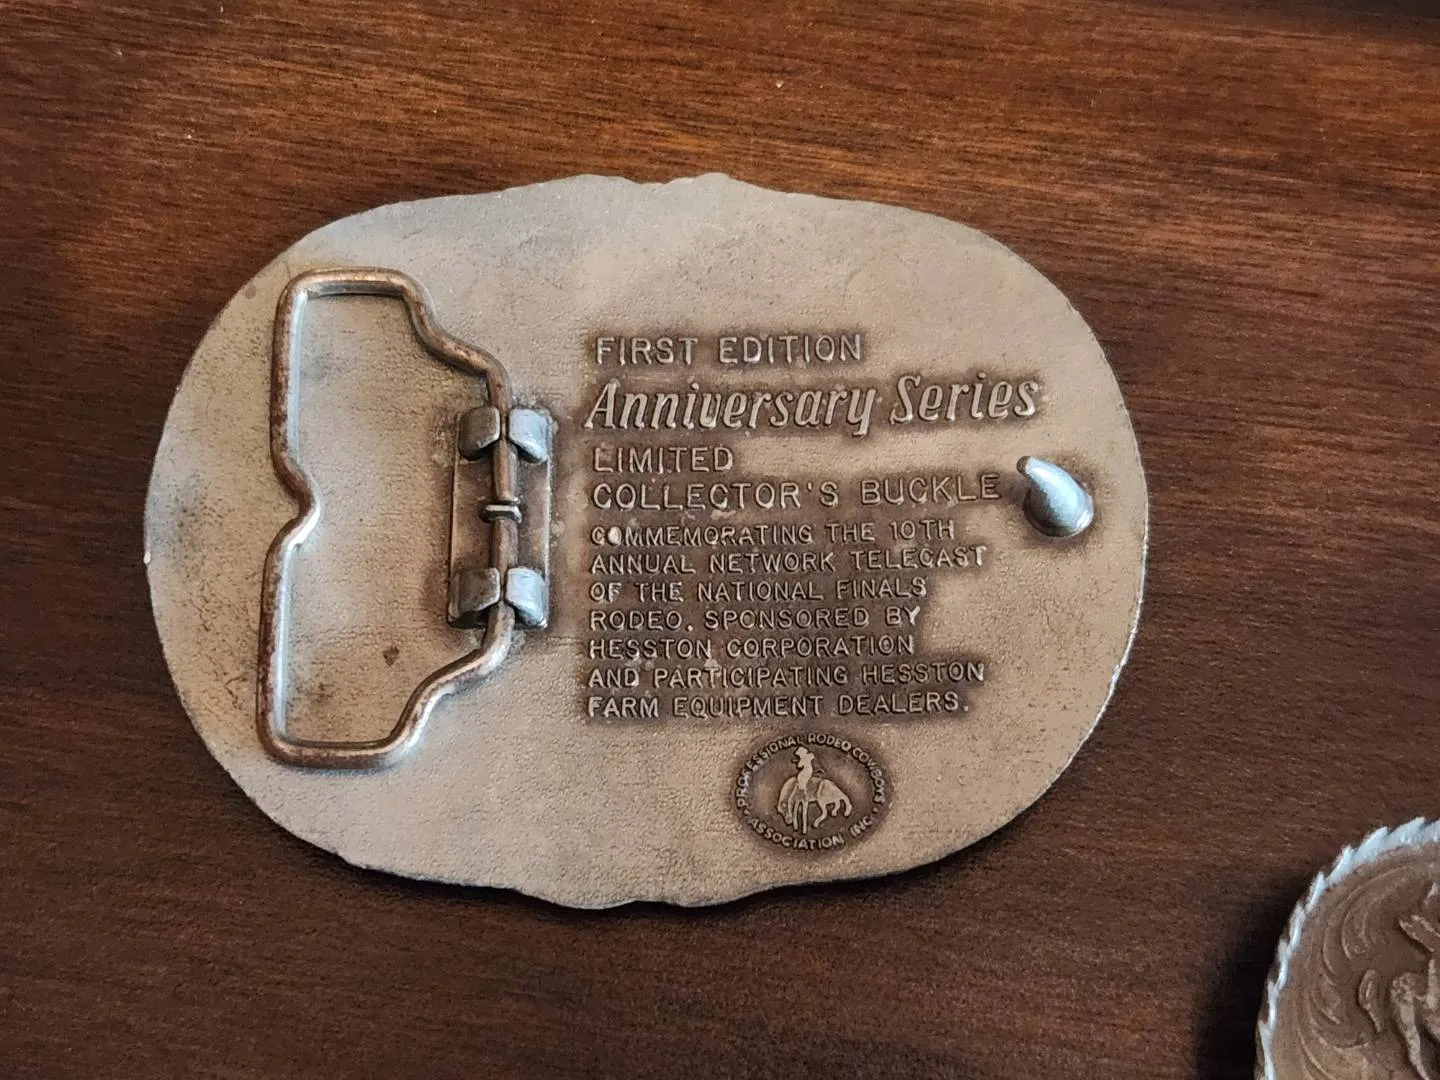 FIRST EDITION
Anniversary Series
LIMITED
COLLECTOR'S BUCKLE
COMMEMORATING THE 10TH
ANNUAL NETWORK TELECAST
OF THE NATIONAL FINALS
RODEO. SPONSORED BY
HESSTON CORPORATION
AND PARTICIPATING HESSTON
FARM EQUIPMENT DEALERS.
PROFESSIONAL RODEO COWBOYS
ASSOCIATION INC.